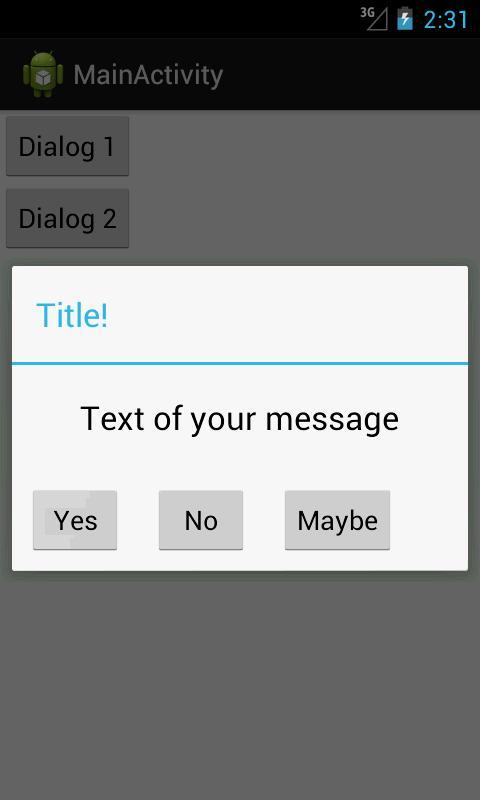 3G 2:31
MainActivity
Dialog 1
Dialog 2
Title!
Text of your message
Yes No Maybe